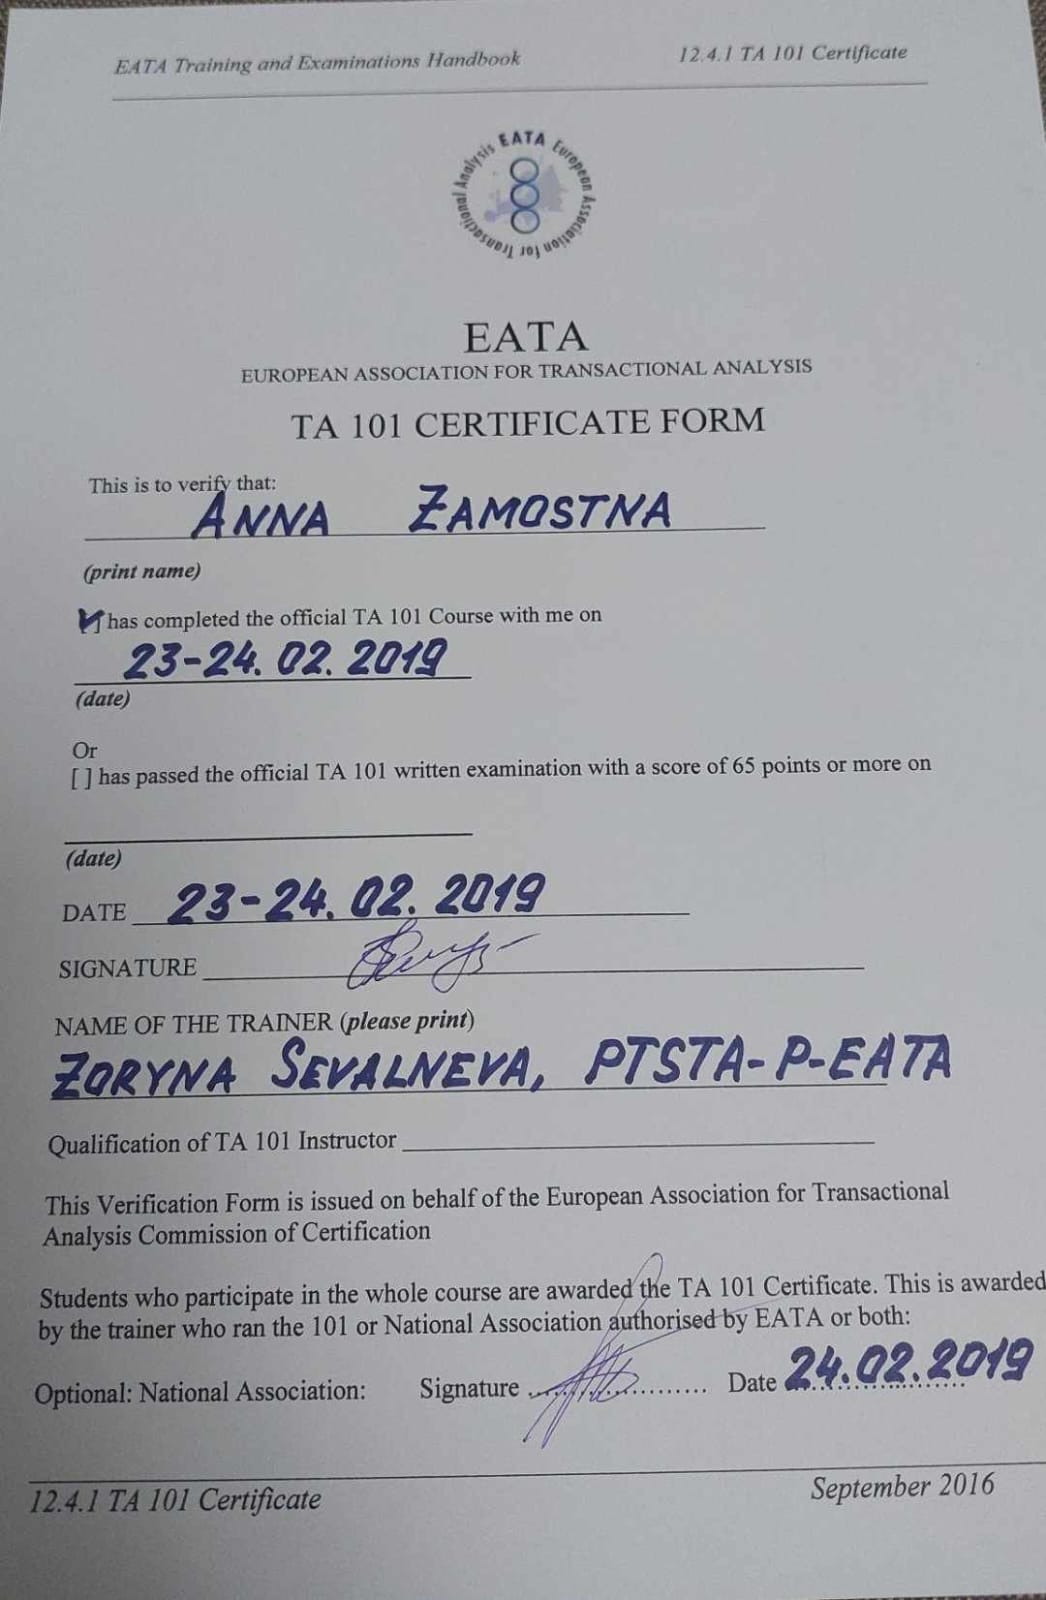 EATA Training and Examinations Handbook 12.4.1 TA 101 Certificate
EATA European Association for Transactional Analysis
EATA
EUROPEAN ASSOCIATION FOR TRANSACTIONAL ANALYSIS
TA 101 CERTIFICATE FORM
This is to verify that:
ANNA ZAMOSTNA
(print name)
has completed the official TA 101 Course with me on
23-24. 02. 2019
(date)
Or
[ ] has passed the official TA 101 written examination with a score of 65 points or more on
(date)
DATE 23-24. 02. 2019
SIGNATURE
NAME OF THE TRAINER (please print)
ZORYNA SEVALNEVA, PTSTA-P-EATA
Qualification of TA 101 Instructor
This Verification Form is issued on behalf of the European Association for Transactional
Analysis Commission of Certification
Students who participate in the whole course are awarded the TA 101 Certificate. This is awarded
by the trainer who ran the 101 or National Association authorised by EATA or both:
Optional: National Association: Signature Date 24.02.2019
12.4.1 TA 101 Certificate September 2016